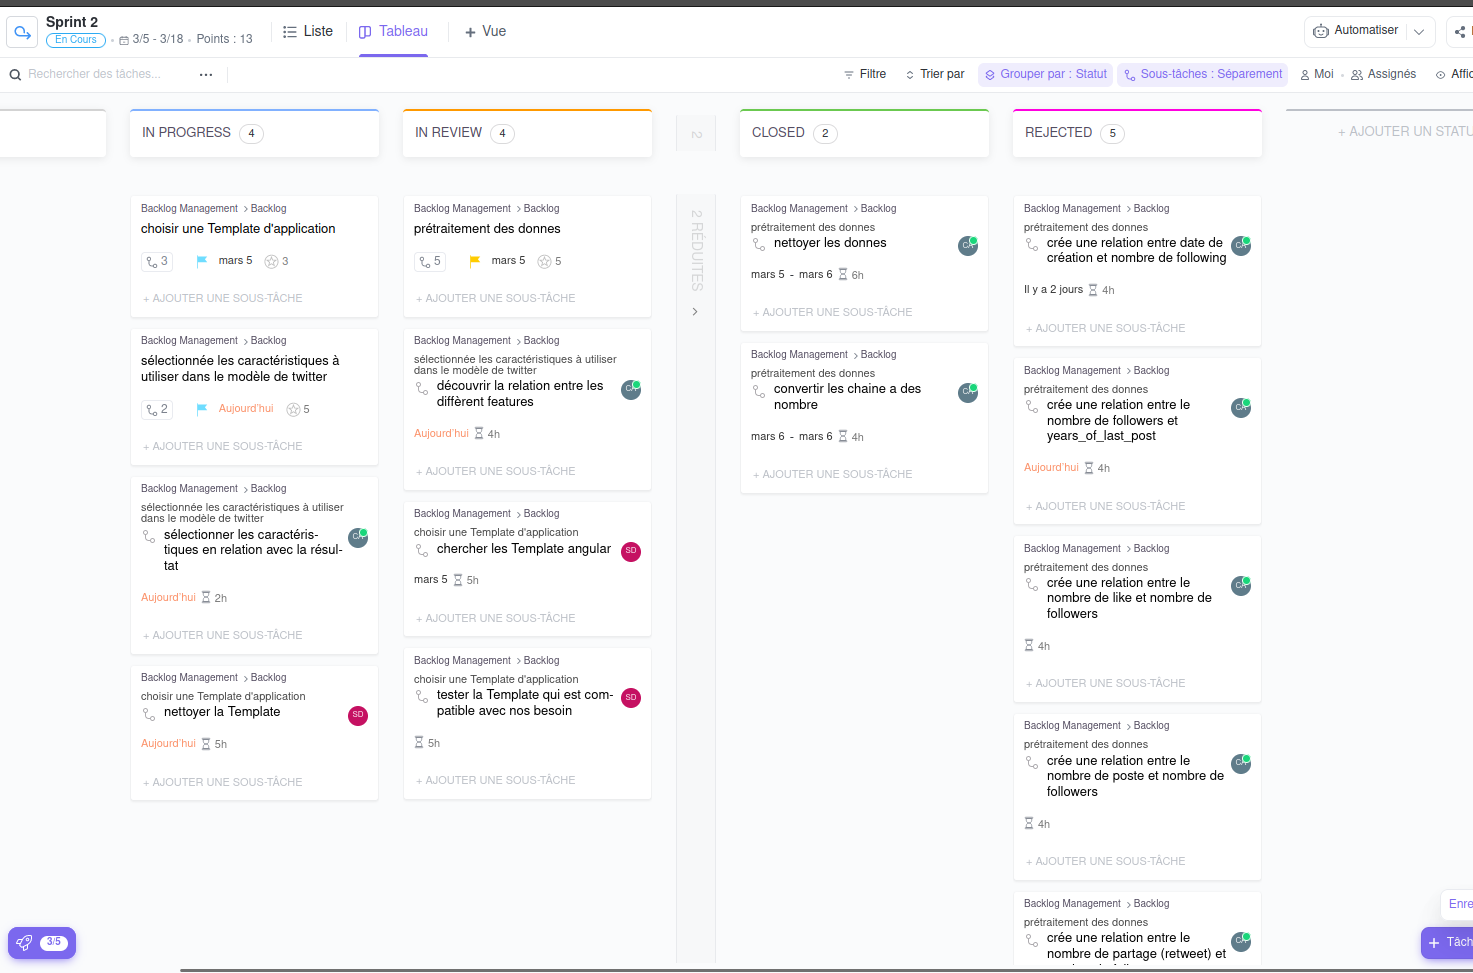 Sprint 2
En Cours
3/5 - 3/18
Points : 13
Liste
Tableau
+ Vue
Automatiser
Rechercher des tâches...
Filtre
Trier par
Grouper par : Statut
Sous-tâches : Séparement
Moi
Assignés
IN PROGRESS 4
Backlog Management > Backlog
choisir une Template d'application
3
mars 5
3
+ AJOUTER UNE SOUS-TÂCHE
Backlog Management > Backlog
sélectionnée les caractéristiques à
utiliser dans le modèle de twitter
2
Aujourd'hui
5
+ AJOUTER UNE SOUS-TÂCHE
Backlog Management > Backlog
sélectionnée les caractéristiques à utiliser
dans le modèle de twitter
sélectionner les caractéris-
tiques en relation avec la résul-
tat
CA
Aujourd'hui 2h
+ AJOUTER UNE SOUS-TÂCHE
Backlog Management > Backlog
choisir une Template d'application
nettoyer la Template
SD
Aujourd'hui 5h
+ AJOUTER UNE SOUS-TÂCHE
IN REVIEW 4
Backlog Management > Backlog
prétraitement des donnes
5
mars 5
5
+ AJOUTER UNE SOUS-TÂCHE
Backlog Management > Backlog
sélectionnée les caractéristiques à utiliser
dans le modèle de twitter
découvrir la relation entre les
diffèrent features
CA
Aujourd'hui 4h
+ AJOUTER UNE SOUS-TÂCHE
Backlog Management > Backlog
choisir une Template d'application
chercher les Template angular
SD
mars 5 5h
+ AJOUTER UNE SOUS-TÂCHE
Backlog Management > Backlog
choisir une Template d'application
tester la Template qui est com-
patible avec nos besoin
SD
5h
+ AJOUTER UNE SOUS-TÂCHE
2
2 RÉDUITES
CLOSED 2
Backlog Management > Backlog
prétraitement des donnes
nettoyer les donnes
CA
mars 5 - mars 6 6h
+ AJOUTER UNE SOUS-TÂCHE
Backlog Management > Backlog
prétraitement des donnes
convertir les chaine a des
nombre
CA
mars 6 - mars 6 4h
+ AJOUTER UNE SOUS-TÂCHE
REJECTED 5
Backlog Management > Backlog
prétraitement des donnes
crée une relation entre date de
création et nombre de following
CA
Il y a 2 jours 4h
+ AJOUTER UNE SOUS-TÂCHE
Backlog Management > Backlog
prétraitement des donnes
crée une relation entre le
nombre de followers et
years_of_last_post
CA
Aujourd'hui 4h
+ AJOUTER UNE SOUS-TÂCHE
Backlog Management > Backlog
prétraitement des donnes
crée une relation entre le
nombre de like et nombre de
followers
CA
4h
+ AJOUTER UNE SOUS-TÂCHE
Backlog Management > Backlog
prétraitement des donnes
crée une relation entre le
nombre de poste et nombre de
followers
CA
4h
+ AJOUTER UNE SOUS-TÂCHE
Backlog Management > Backlog
prétraitement des donnes
crée une relation entre le
nombre de partage (retweet) et
CA
+ AJOUTER UN STATU
3/5
Enre
+ Tâch